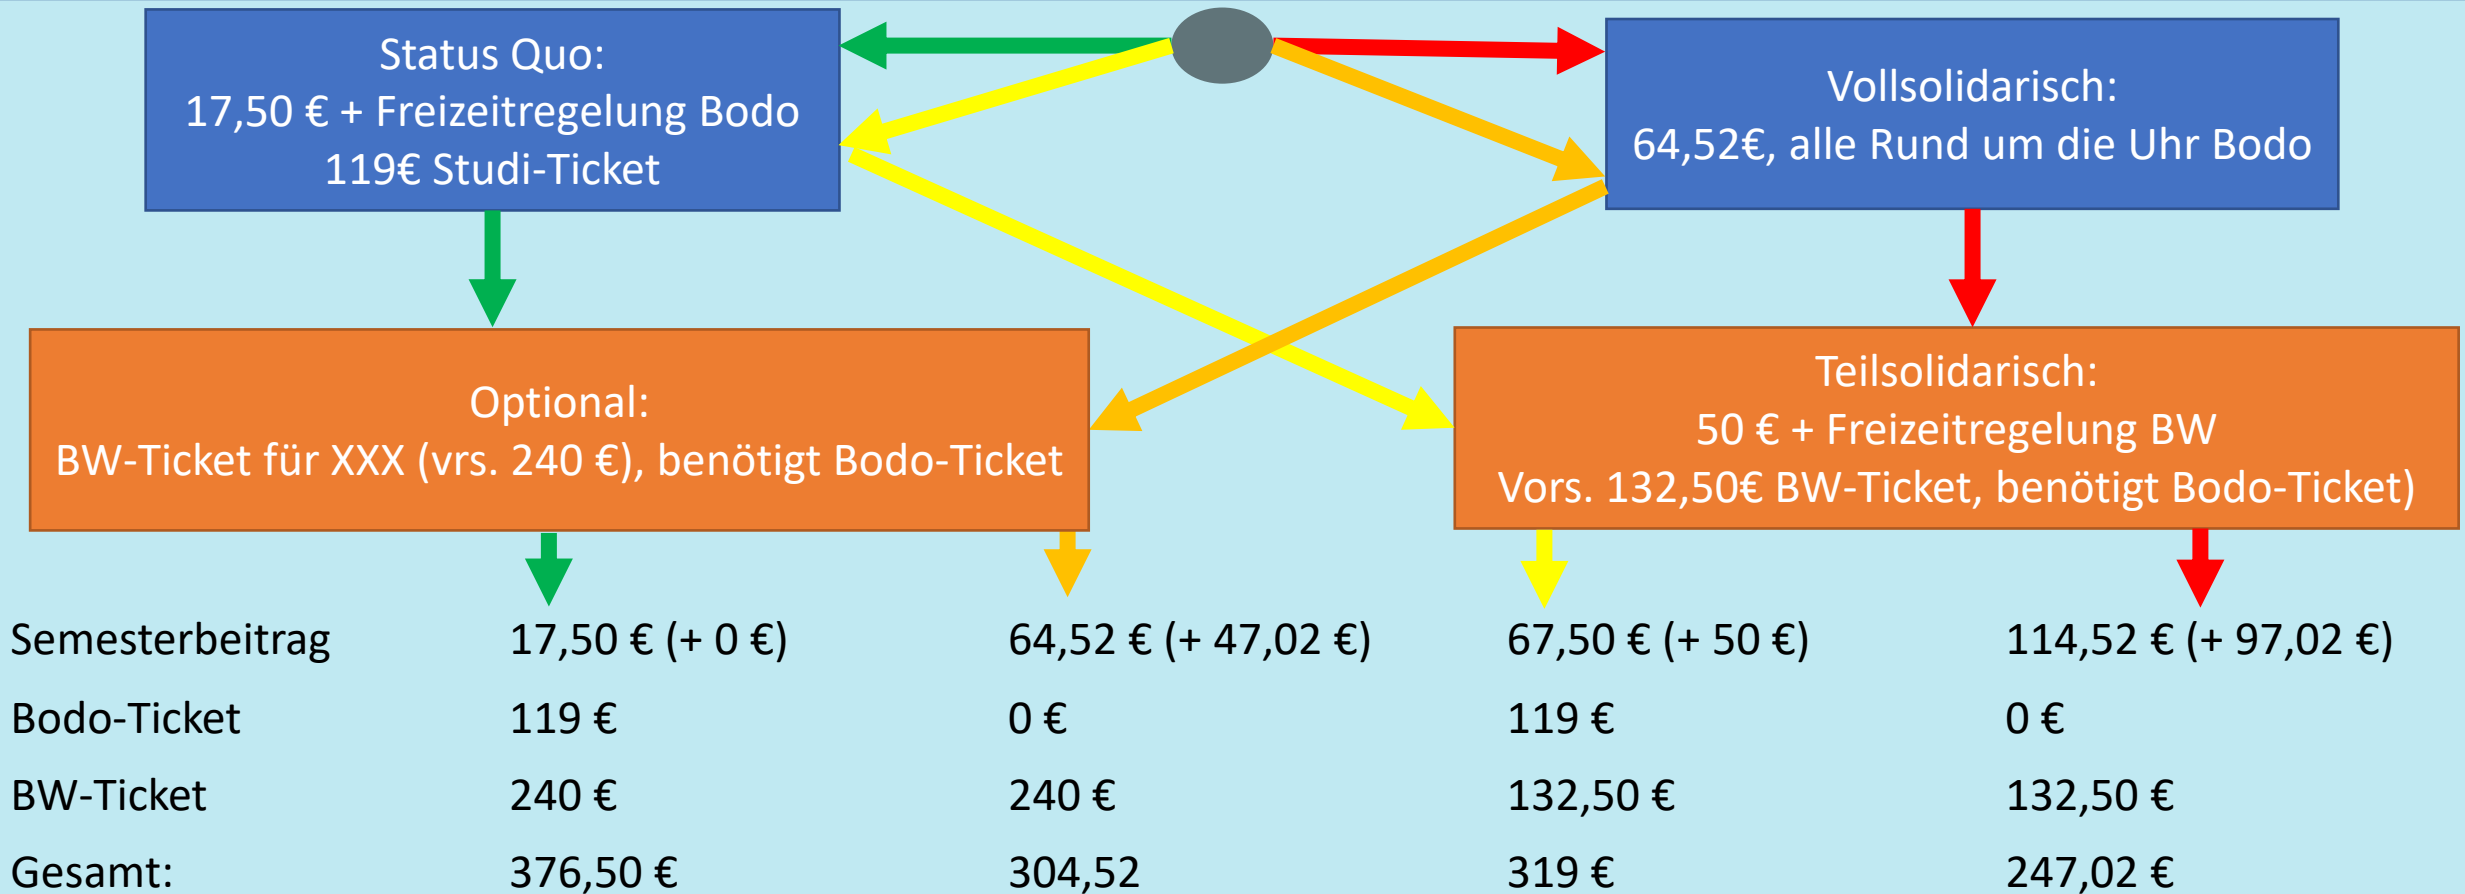 Status Quo:
17,50 € + Freizeitregelung Bodo
119€ Studi-Ticket
Vollsolidarisch:
64,52€, alle Rund um die Uhr Bodo
Optional:
BW-Ticket für XXX (vrs. 240 €), benötigt Bodo-Ticket
Teilsolidarisch:
50 € + Freizeitregelung BW
Vors. 132,50€ BW-Ticket, benötigt Bodo-Ticket)
Semesterbeitrag 17,50 € (+ 0 €) 64,52 € (+ 47,02 €) 67,50 € (+ 50 €) 114,52 € (+ 97,02 €)
Bodo-Ticket 119 € 0 € 119 € 0 €
BW-Ticket 240 € 240 € 132,50 € 132,50 €
Gesamt: 376,50 € 304,52 319 € 247,02 €